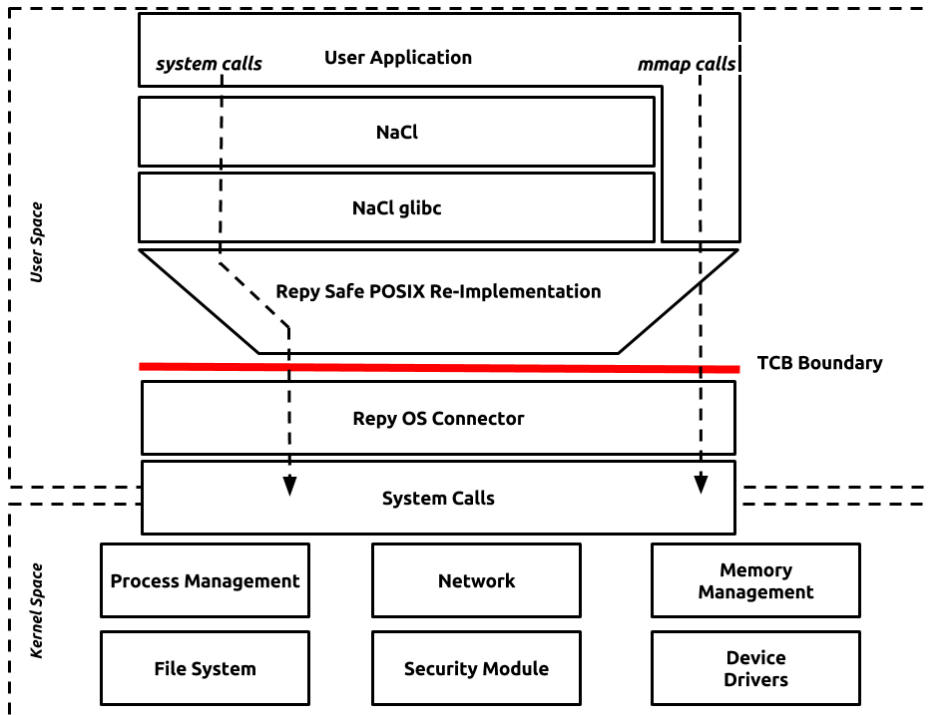 User Application
system calls
mmap calls
NaCl
NaCl glibc
User Space
Repy Safe POSIX Re-Implementation
TCB Boundary
Repy OS Connector
System Calls
Kernel Space
Process Management
Network
Memory
Management
File System
Security Module
Device
Drivers